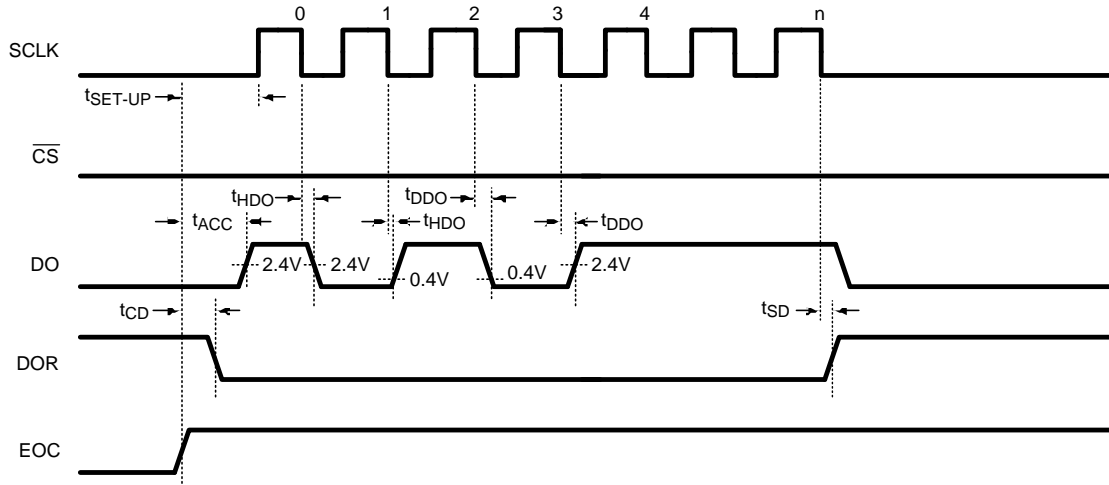 0 1 2 3 4 n
SCLK
tSET-UP
CS
tHDO tDDO
tACC tHDO tDDO
DO 2.4V 2.4V 0.4V 0.4V 2.4V
tCD tSD
DOR
EOC